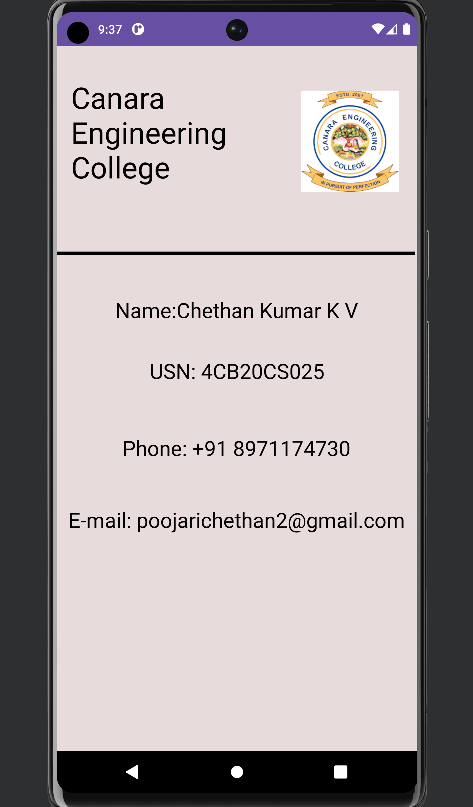 9:37
Canara
Engineering
College
ESTD. 2001
CANARA ENGINEERING
COLLEGE
IN PURSUIT OF PERFECTION
Name:Chethan Kumar K V
USN: 4CB20CS025
Phone: +91 8971174730
E-mail: poojarichethan2@gmail.com